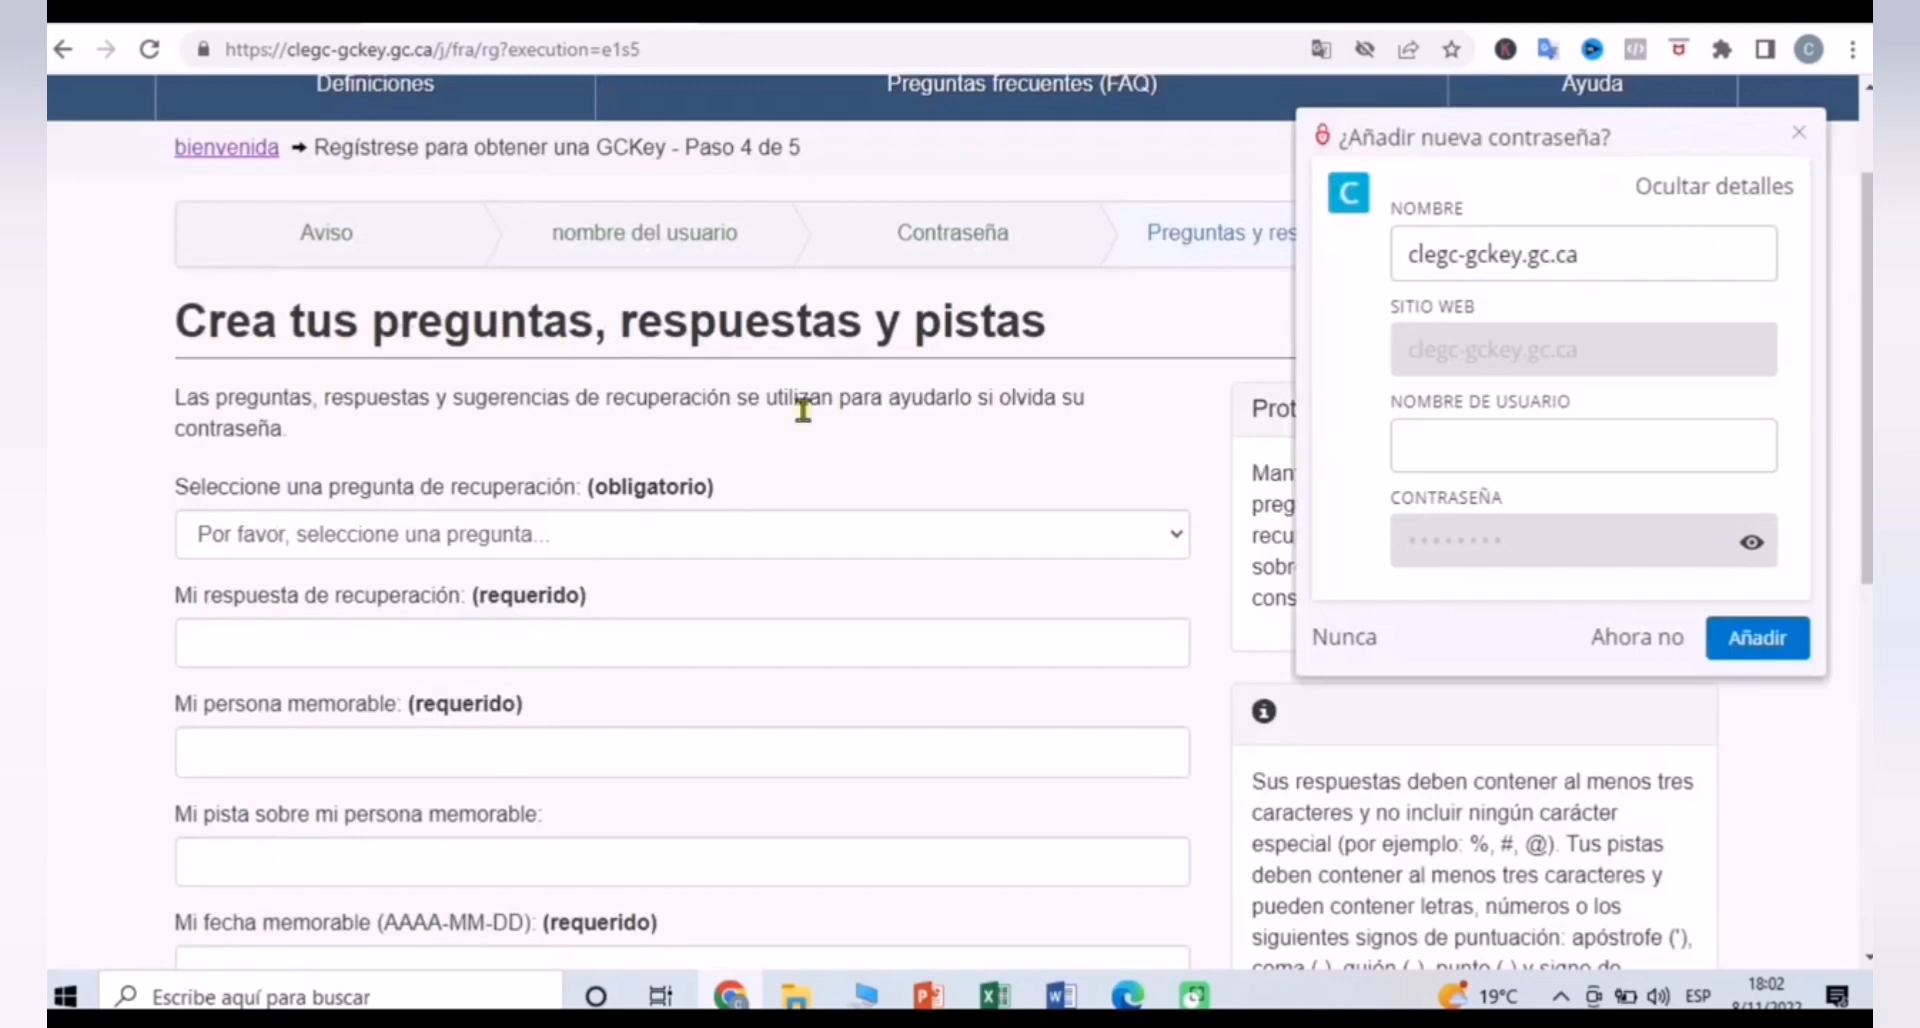 https://clegc-gckey.gc.ca/j/fra/rg?execution=e1s5
C
Definiciones
Preguntas frecuentes (FAQ)
Ayuda
bienvenida → Regístrese para obtener una GCKey - Paso 4 de 5
Aviso
nombre del usuario
Contraseña
Preguntas y res
Crea tus preguntas, respuestas y pistas
Las preguntas, respuestas y sugerencias de recuperación se utilizan para ayudarlo si olvida su
contraseña.
Seleccione una pregunta de recuperación: (obligatorio)
Por favor, seleccione una pregunta...
Mi respuesta de recuperación: (requerido)
Mi persona memorable: (requerido)
Mi pista sobre mi persona memorable:
Mi fecha memorable (AAAA-MM-DD): (requerido)
¿Añadir nueva contraseña?
C
Ocultar detalles
NOMBRE
clegc-gckey.gc.ca
SITIO WEB
clegc-gckey.gc.ca
NOMBRE DE USUARIO
CONTRASEÑA
Nunca
Ahora no
Añadir
Prot
Man
preg
recu
sobr
cons
Sus respuestas deben contener al menos tres
caracteres y no incluir ningún carácter
especial (por ejemplo: %, #, @). Tus pistas
deben contener al menos tres caracteres y
pueden contener letras, números o los
siguientes signos de puntuación: apóstrofe ('),
coma (,), guión (-), punto (.) y signo de
Escribe aquí para buscar
19°C
ESP
18:02
8/11/2022